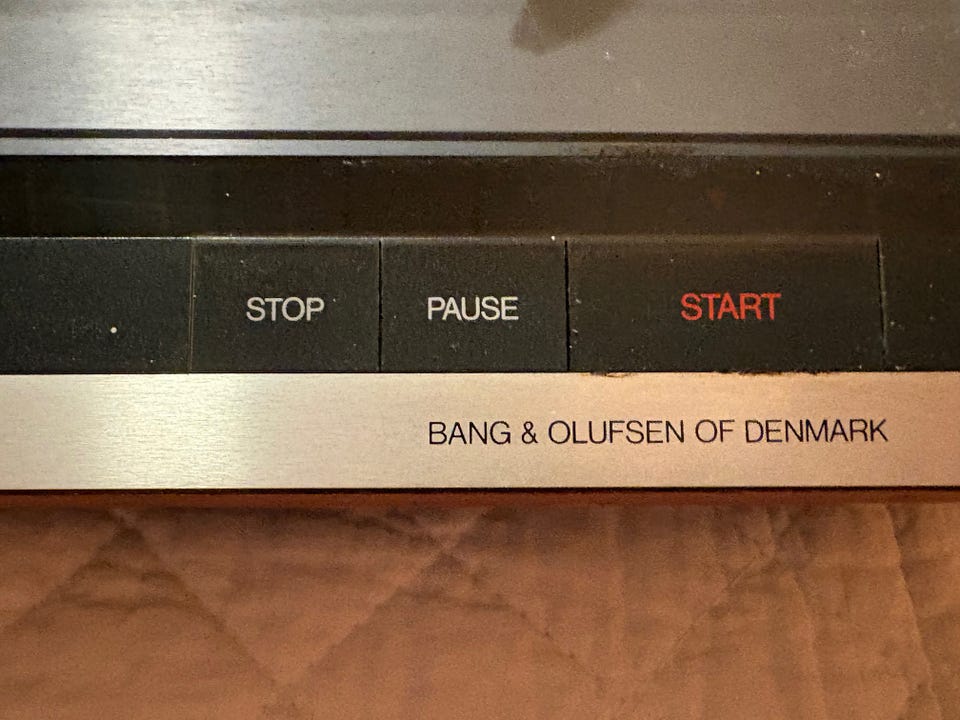 STOP PAUSE START
BANG & OLUFSEN OF DENMARK